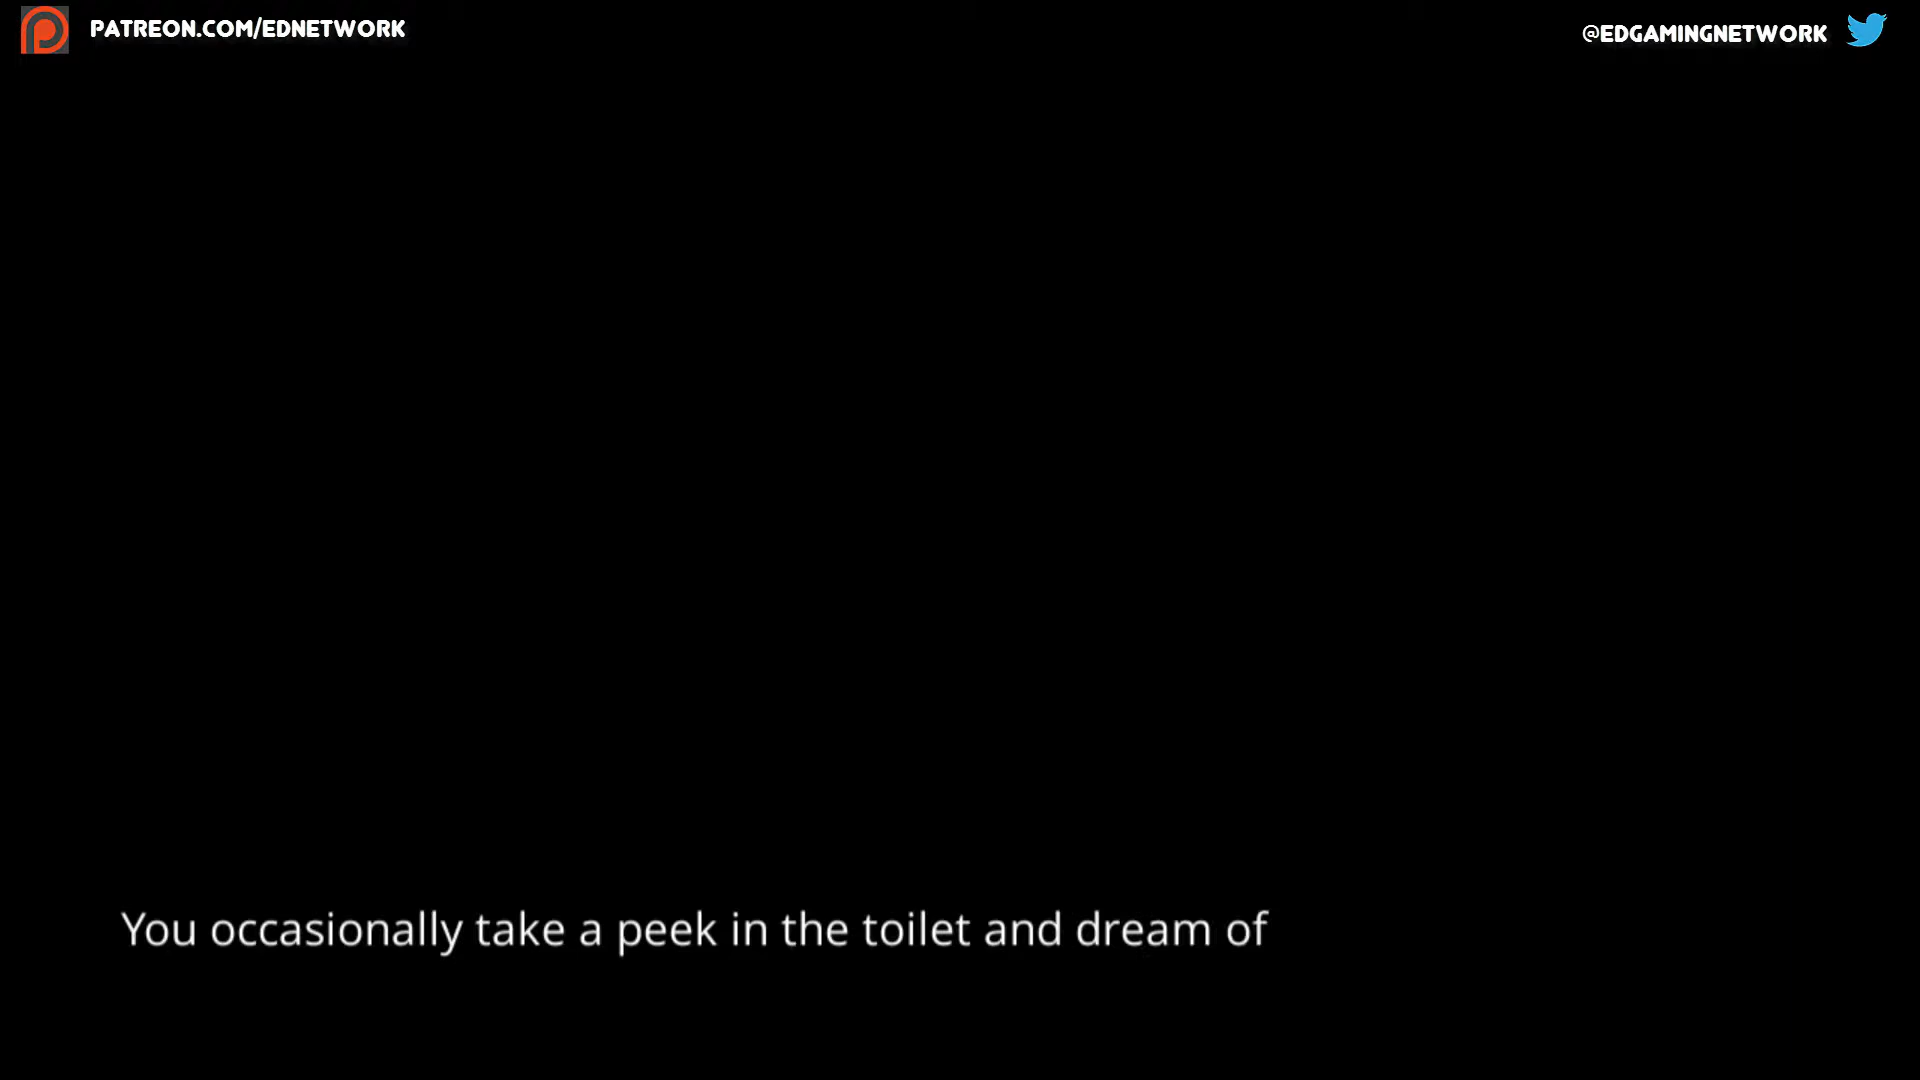 PATREON.COM/EDNETWORK
@EDGAMINGNETWORK
You occasionally take a peek in the toilet and dream of